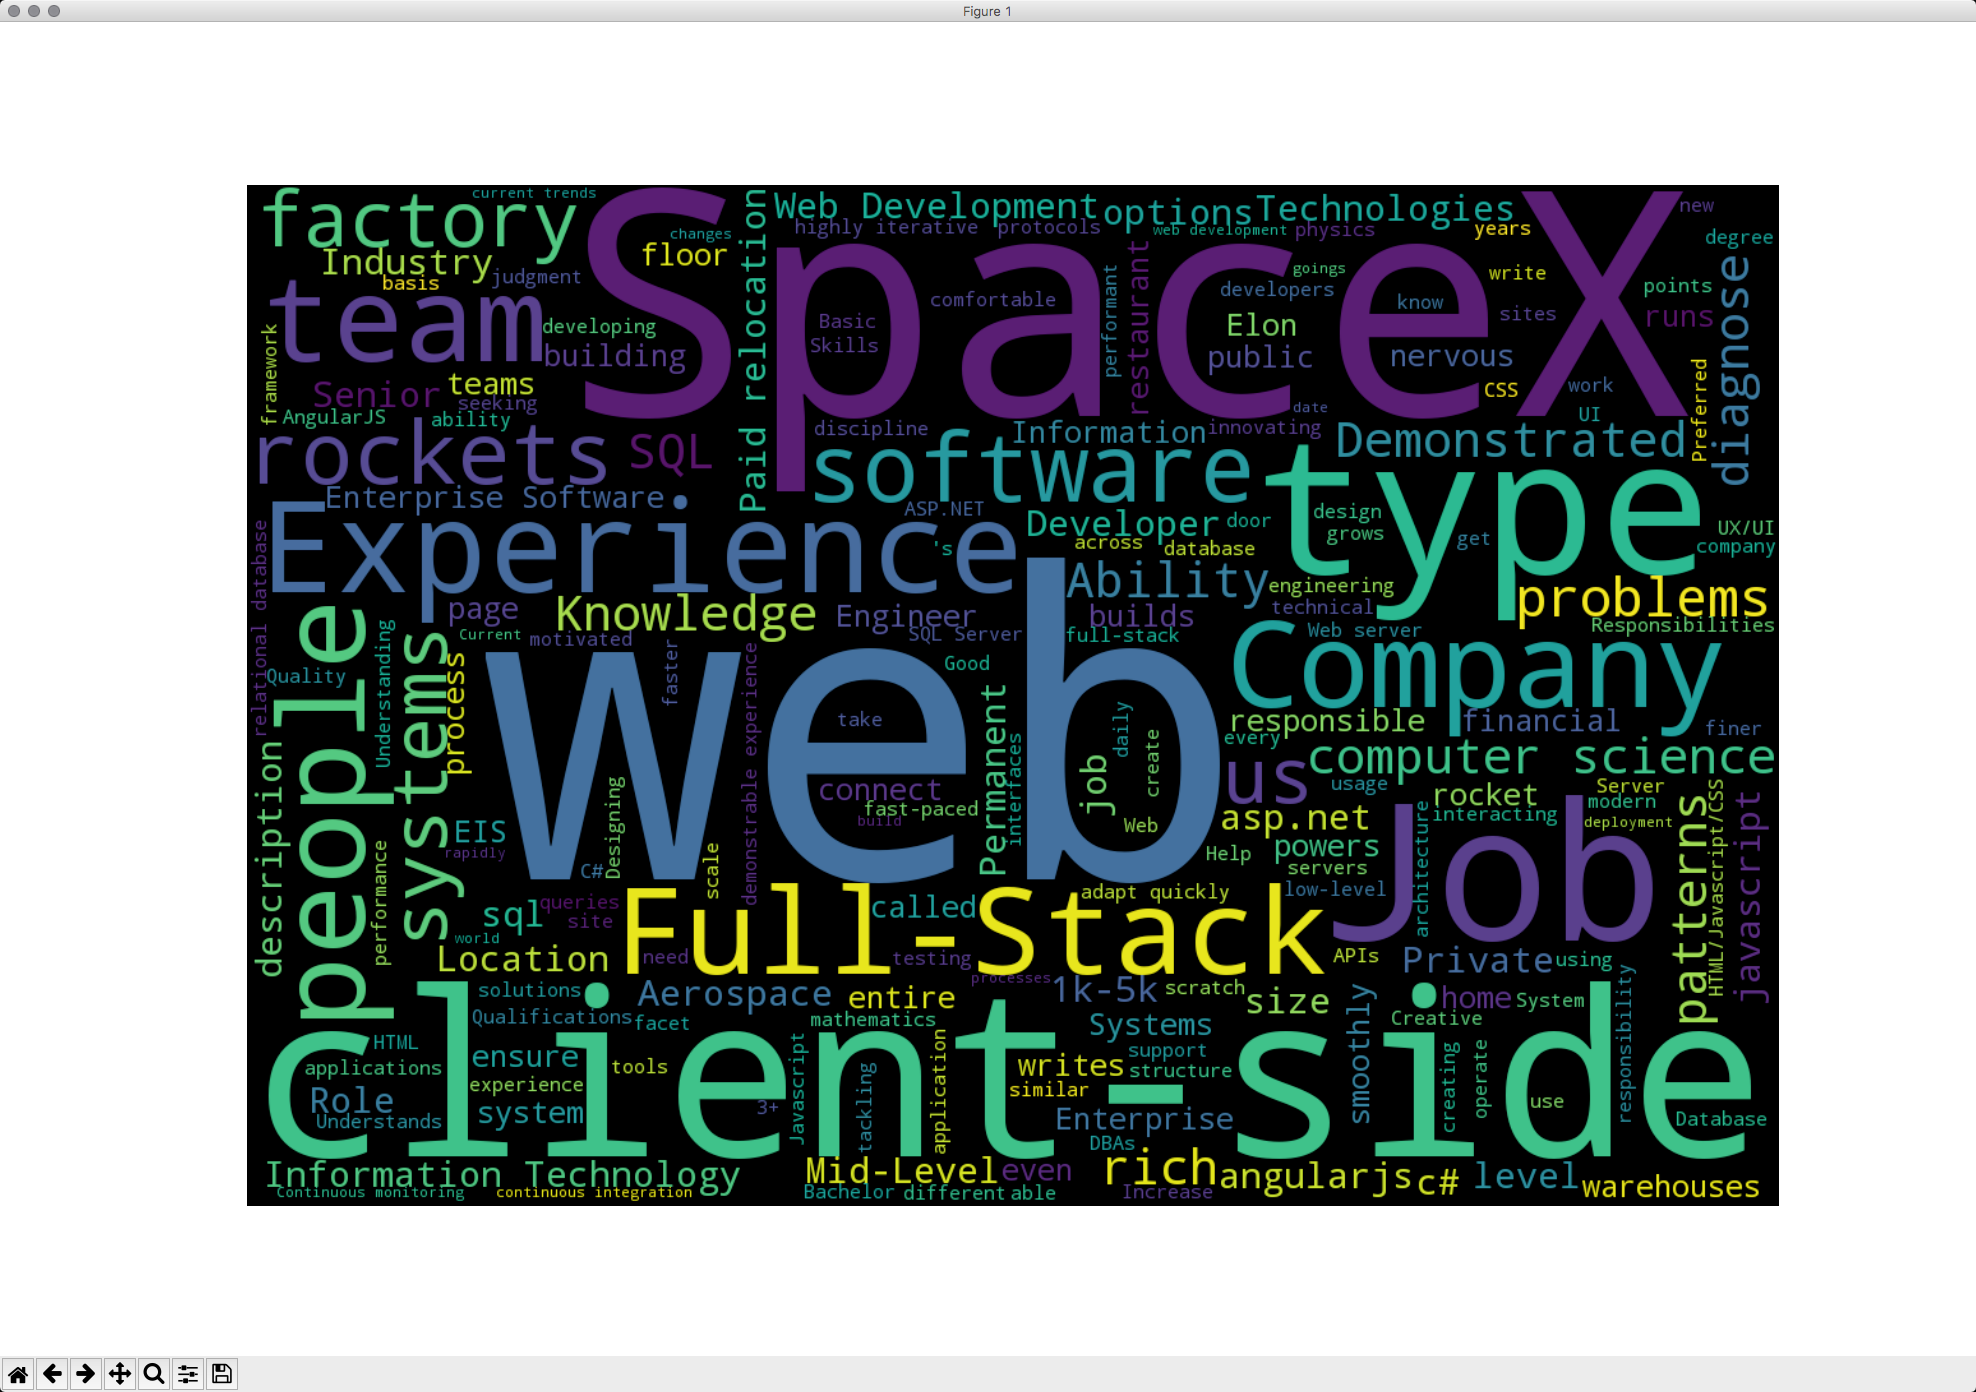 Figure 1
current trends
factory
SpaceX
Web Development
options
Technologies
new
changes
highly iterative
protocols
web development
physics
years
degree
Industry
floor
Paid relocation
basis
judgment
goings
write
points
team
developing
building
comfortable
performant
restaurant
developers
know
sites
runs
diagnose
Basic
Skills
Elon
public
nervous
framework
Senior
teams
seeking
CSS
work
Preferred
AngularJS
ability
discipline
Information
innovating
date
UI
rockets
SQL
software
Demonstrated
type
Enterprise Software
Experience
ASP.NET
Developer
door
design
grows
get
UX/UI
company
's
across
database
relational database
people
page
Knowledge
Engineer
Ability
builds
engineering
technical
problems
Responsibilities
Current
motivated
SQL Server
full-stack
Web server
Company
Quality
Understanding
systems
process
Web
faster
demonstrable experience
Good
Permanent
interfaces
take
daily
create
job
responsible
financial
finer
every
us
computer science
description
connect
fast-paced
build
Web
usage
Server
modern
deployment
rocket
interacting
asp.net
Job
architecture
patterns
HTML/Javascript/CSS
javascript
EIS
rapidly
C#
Designing
scale
Help
powers
servers
low-level
adapt quickly
performance
sql
queries
site
world
Full-Stack
called
Location
need
testing
processes
APIs
Private
using
solutions
Aerospace
entire
1k-5k
scratch
size
smoothly
home
System
responsibility
client-side
Qualifications
facet
mathematics
Systems
Creative
HTML
applications
ensure
experience
tools
Javascript
tackling
application
writes
support
structure
similar
creating
operate
use
Role
Understands
system
3+
Enterprise
DBAs
Database
Information Technology
Mid-Level
even
rich
angularjs
c#
level
warehouses
Continuous monitoring
continuous integration
Bachelor
different
able
Increase